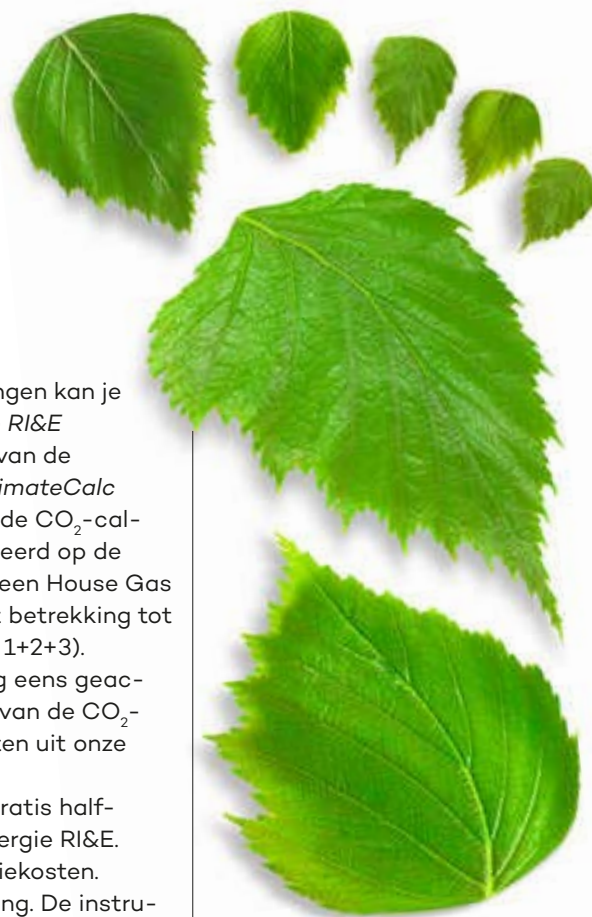 ngen kan je
RI&E
van de
imateCalc
de CO₂-cal-
eerd op de
een House Gas
betrekking tot
1+2+3).
g eens geac-
van de CO₂-
en uit onze
ratis half-
ergie RI&E.
iekosten.
ng. De instru-